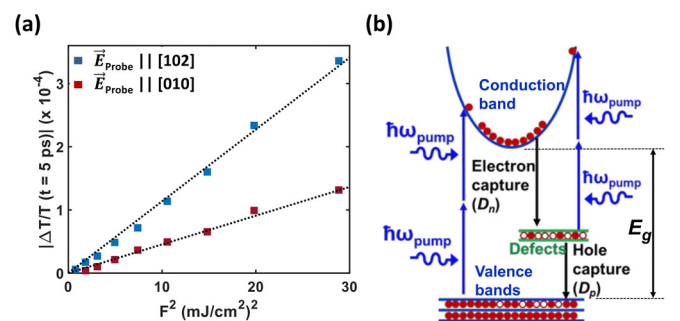 (a)
|ΔT/T (t = 5 ps)| (x 10⁻⁴)
3
2
1
0
0
10
20
30
F² (mJ/cm²)²
E⃗Probe || [102]
E⃗Probe || [010]
(b)
Conduction
band
ħωpump
ħωpump
Electron
capture
(Dn)
ħωpump
Eg
Defects
Hole
capture
(Dp)
ħωpump
Valence
bands